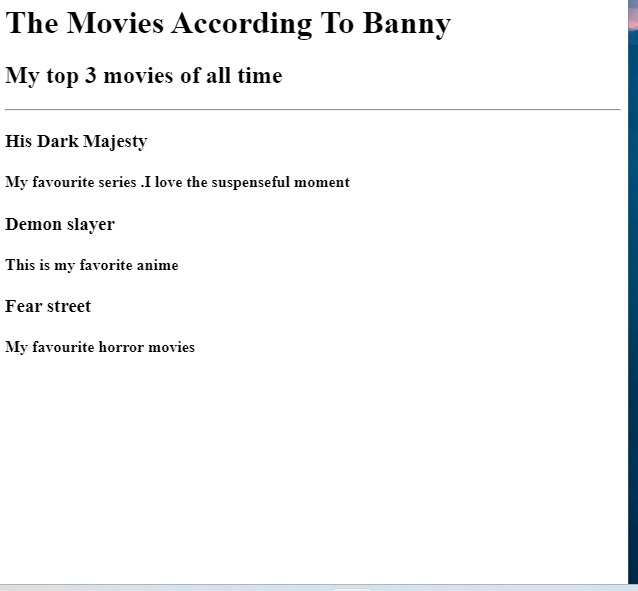 The Movies According To Banny
My top 3 movies of all time
His Dark Majesty
My favourite series .I love the suspenseful moment
Demon slayer
This is my favorite anime
Fear street
My favourite horror movies